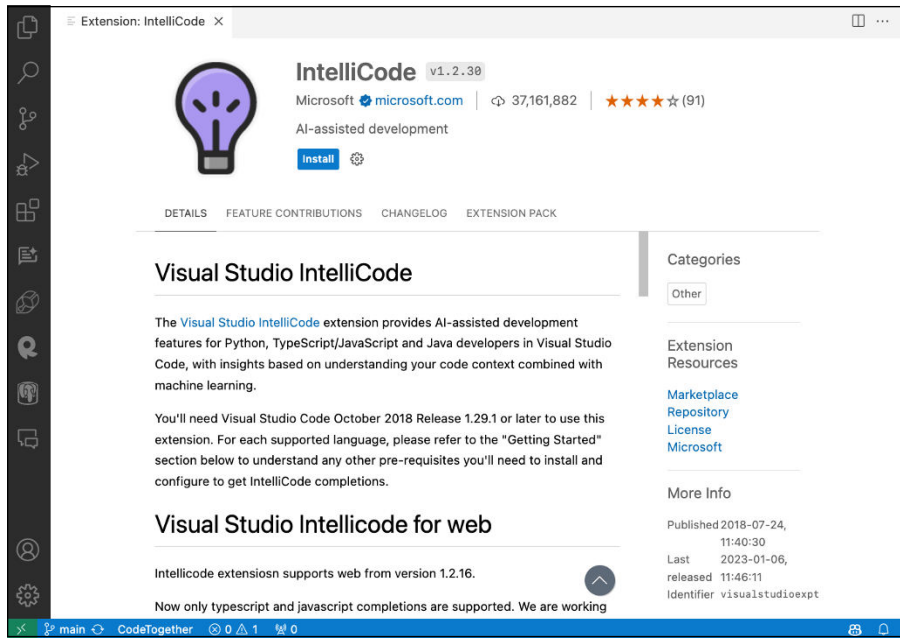 Extension: IntelliCode
IntelliCode v1.2.30
Microsoft microsoft.com 37,161,882 (91)
AI-assisted development
Install
DETAILS FEATURE CONTRIBUTIONS CHANGELOG EXTENSION PACK
Visual Studio IntelliCode
The Visual Studio IntelliCode extension provides AI-assisted development
features for Python, TypeScript/JavaScript and Java developers in Visual Studio
Code, with insights based on understanding your code context combined with
machine learning.
You'll need Visual Studio Code October 2018 Release 1.29.1 or later to use this
extension. For each supported language, please refer to the "Getting Started"
section below to understand any other pre-requisites you'll need to install and
configure to get IntelliCode completions.
Visual Studio Intellicode for web
Intellicode extensiosn supports web from version 1.2.16.
Now only typescript and javascript completions are supported. We are working
Categories
Other
Extension
Resources
Marketplace
Repository
License
Microsoft
More Info
Published 2018-07-24,
11:40:30
Last 2023-01-06,
released 11:46:11
Identifier visualstudioexpt
main CodeTogether 0 1 0